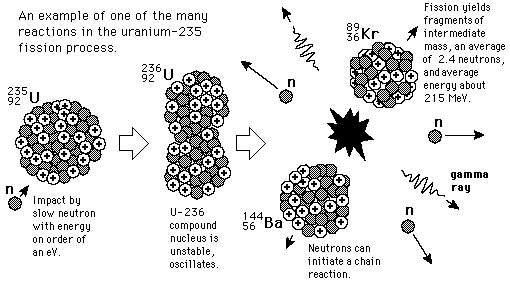 An example of one of the many
reactions in the uranium-235
fission process.
235
92 U
n
Impact by
slow neutron
with energy
on order of
an eV.
236
92 U
U-236
compound
nucleus is
unstable,
oscillates.
n
89
36 Kr
Fission yields
fragments of
intermediate
mass, an average
of 2.4 neutrons,
and average
energy about
215 MeV.
n
gamma
ray
n
144
56 Ba
Neutrons can
initiate a chain
reaction.